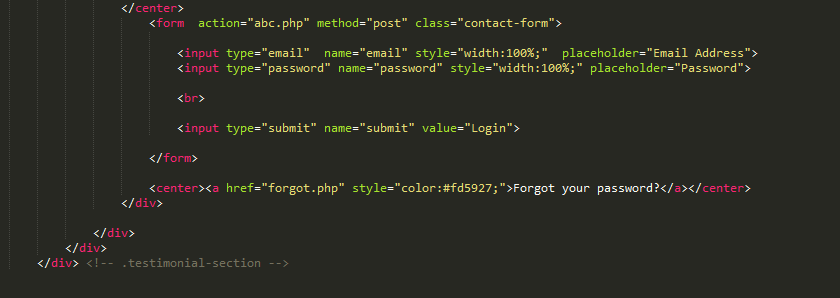 </center>
<form  action="abc.php" method="post" class="contact-form">
<input type="email"  name="email" style="width:100%;"  placeholder="Email Address">
<input type="password" name="password" style="width:100%;" placeholder="Password">
<br>
<input type="submit" name="submit" value="Login">
</form>
<center><a href="forgot.php" style="color:#fd5927;">Forgot your password?</a></center>
</div>
</div>
</div>
</div> <!-- .testimonial-section -->